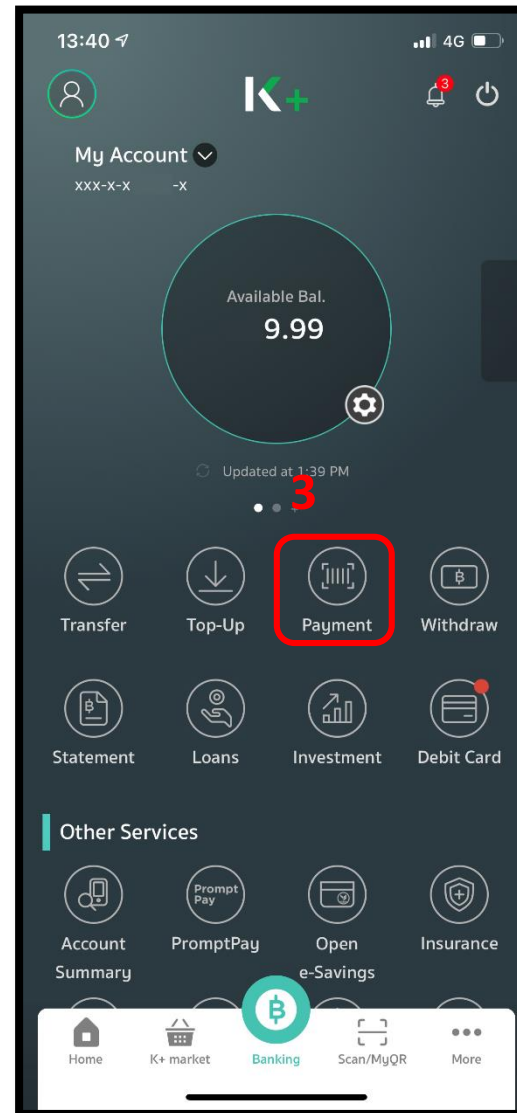 13:40 4G
K+ 3
My Account
xxx-x-x -x
Available Bal.
9.99
Updated at 1:39 PM
3
Transfer Top-Up Payment Withdraw
Statement Loans Investment Debit Card
Other Services
Prompt
Pay
Account PromptPay Open Insurance
Summary e-Savings
Home K+ market Banking Scan/MyQR More